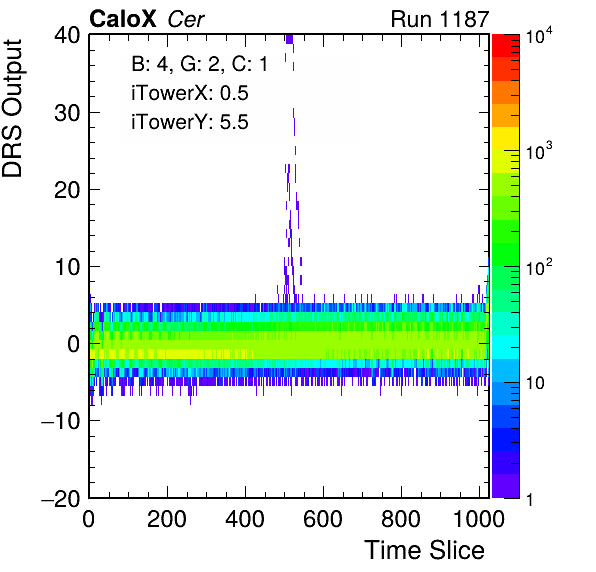 CaloX Cer Run 1187
B: 4, G: 2, C: 1
iTowerX: 0.5
iTowerY: 5.5
DRS Output
40
30
20
10
0
−10
−20
0 200 400 600 800 1000
Time Slice
10^4
10^3
10^2
10
1